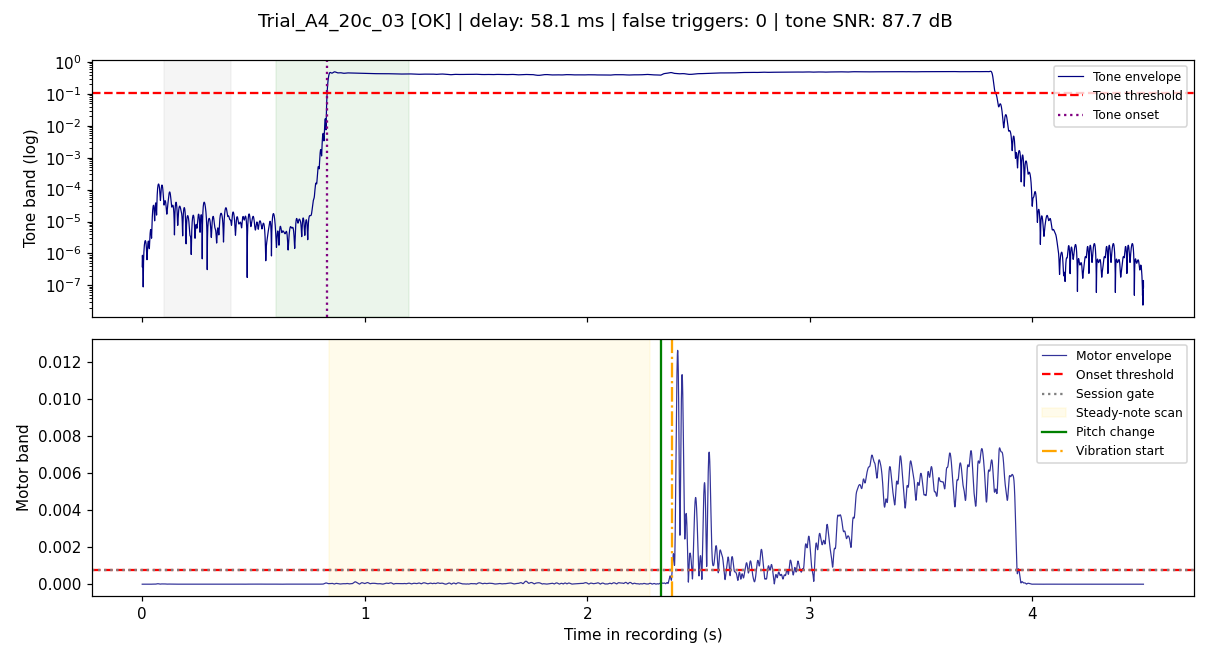 Trial_A4_20c_03 [OK] | delay: 58.1 ms | false triggers: 0 | tone SNR: 87.7 dB
Tone band (log)
10⁰
10⁻¹
10⁻²
10⁻³
10⁻⁴
10⁻⁵
10⁻⁶
10⁻⁷
Tone envelope
Tone threshold
Tone onset
Motor band
0.012
0.010
0.008
0.006
0.004
0.002
0.000
Motor envelope
Onset threshold
Session gate
Steady-note scan
Pitch change
Vibration start
0 1 2 3 4
Time in recording (s)